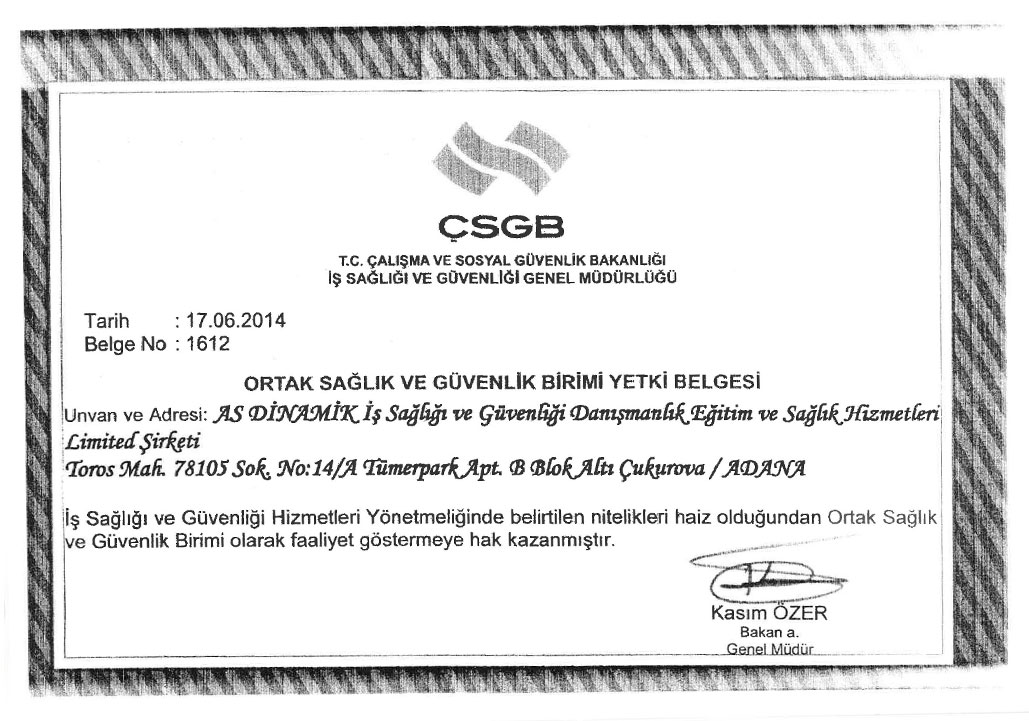 ÇSGB
T.C. ÇALIŞMA VE SOSYAL GÜVENLİK BAKANLIĞI
İŞ SAĞLIĞI VE GÜVENLİĞİ GENEL MÜDÜRLÜĞÜ
Tarih : 17.06.2014
Belge No : 1612
ORTAK SAĞLIK VE GÜVENLİK BİRİMİ YETKİ BELGESİ
Unvan ve Adresi: AS DİNAMİK İş Sağlığı ve Güvenliği Danışmanlık Eğitim ve Sağlık Hizmetleri
Limited Şirketi
Toros Mah. 78105 Sok. No:14/A Tümerpark Apt. B Blok Altı Çukurova / ADANA
İş Sağlığı ve Güvenliği Hizmetleri Yönetmeliğinde belirtilen nitelikleri haiz olduğundan Ortak Sağlık
ve Güvenlik Birimi olarak faaliyet göstermeye hak kazanmıştır.
Kasım ÖZER
Bakan a.
Genel Müdür